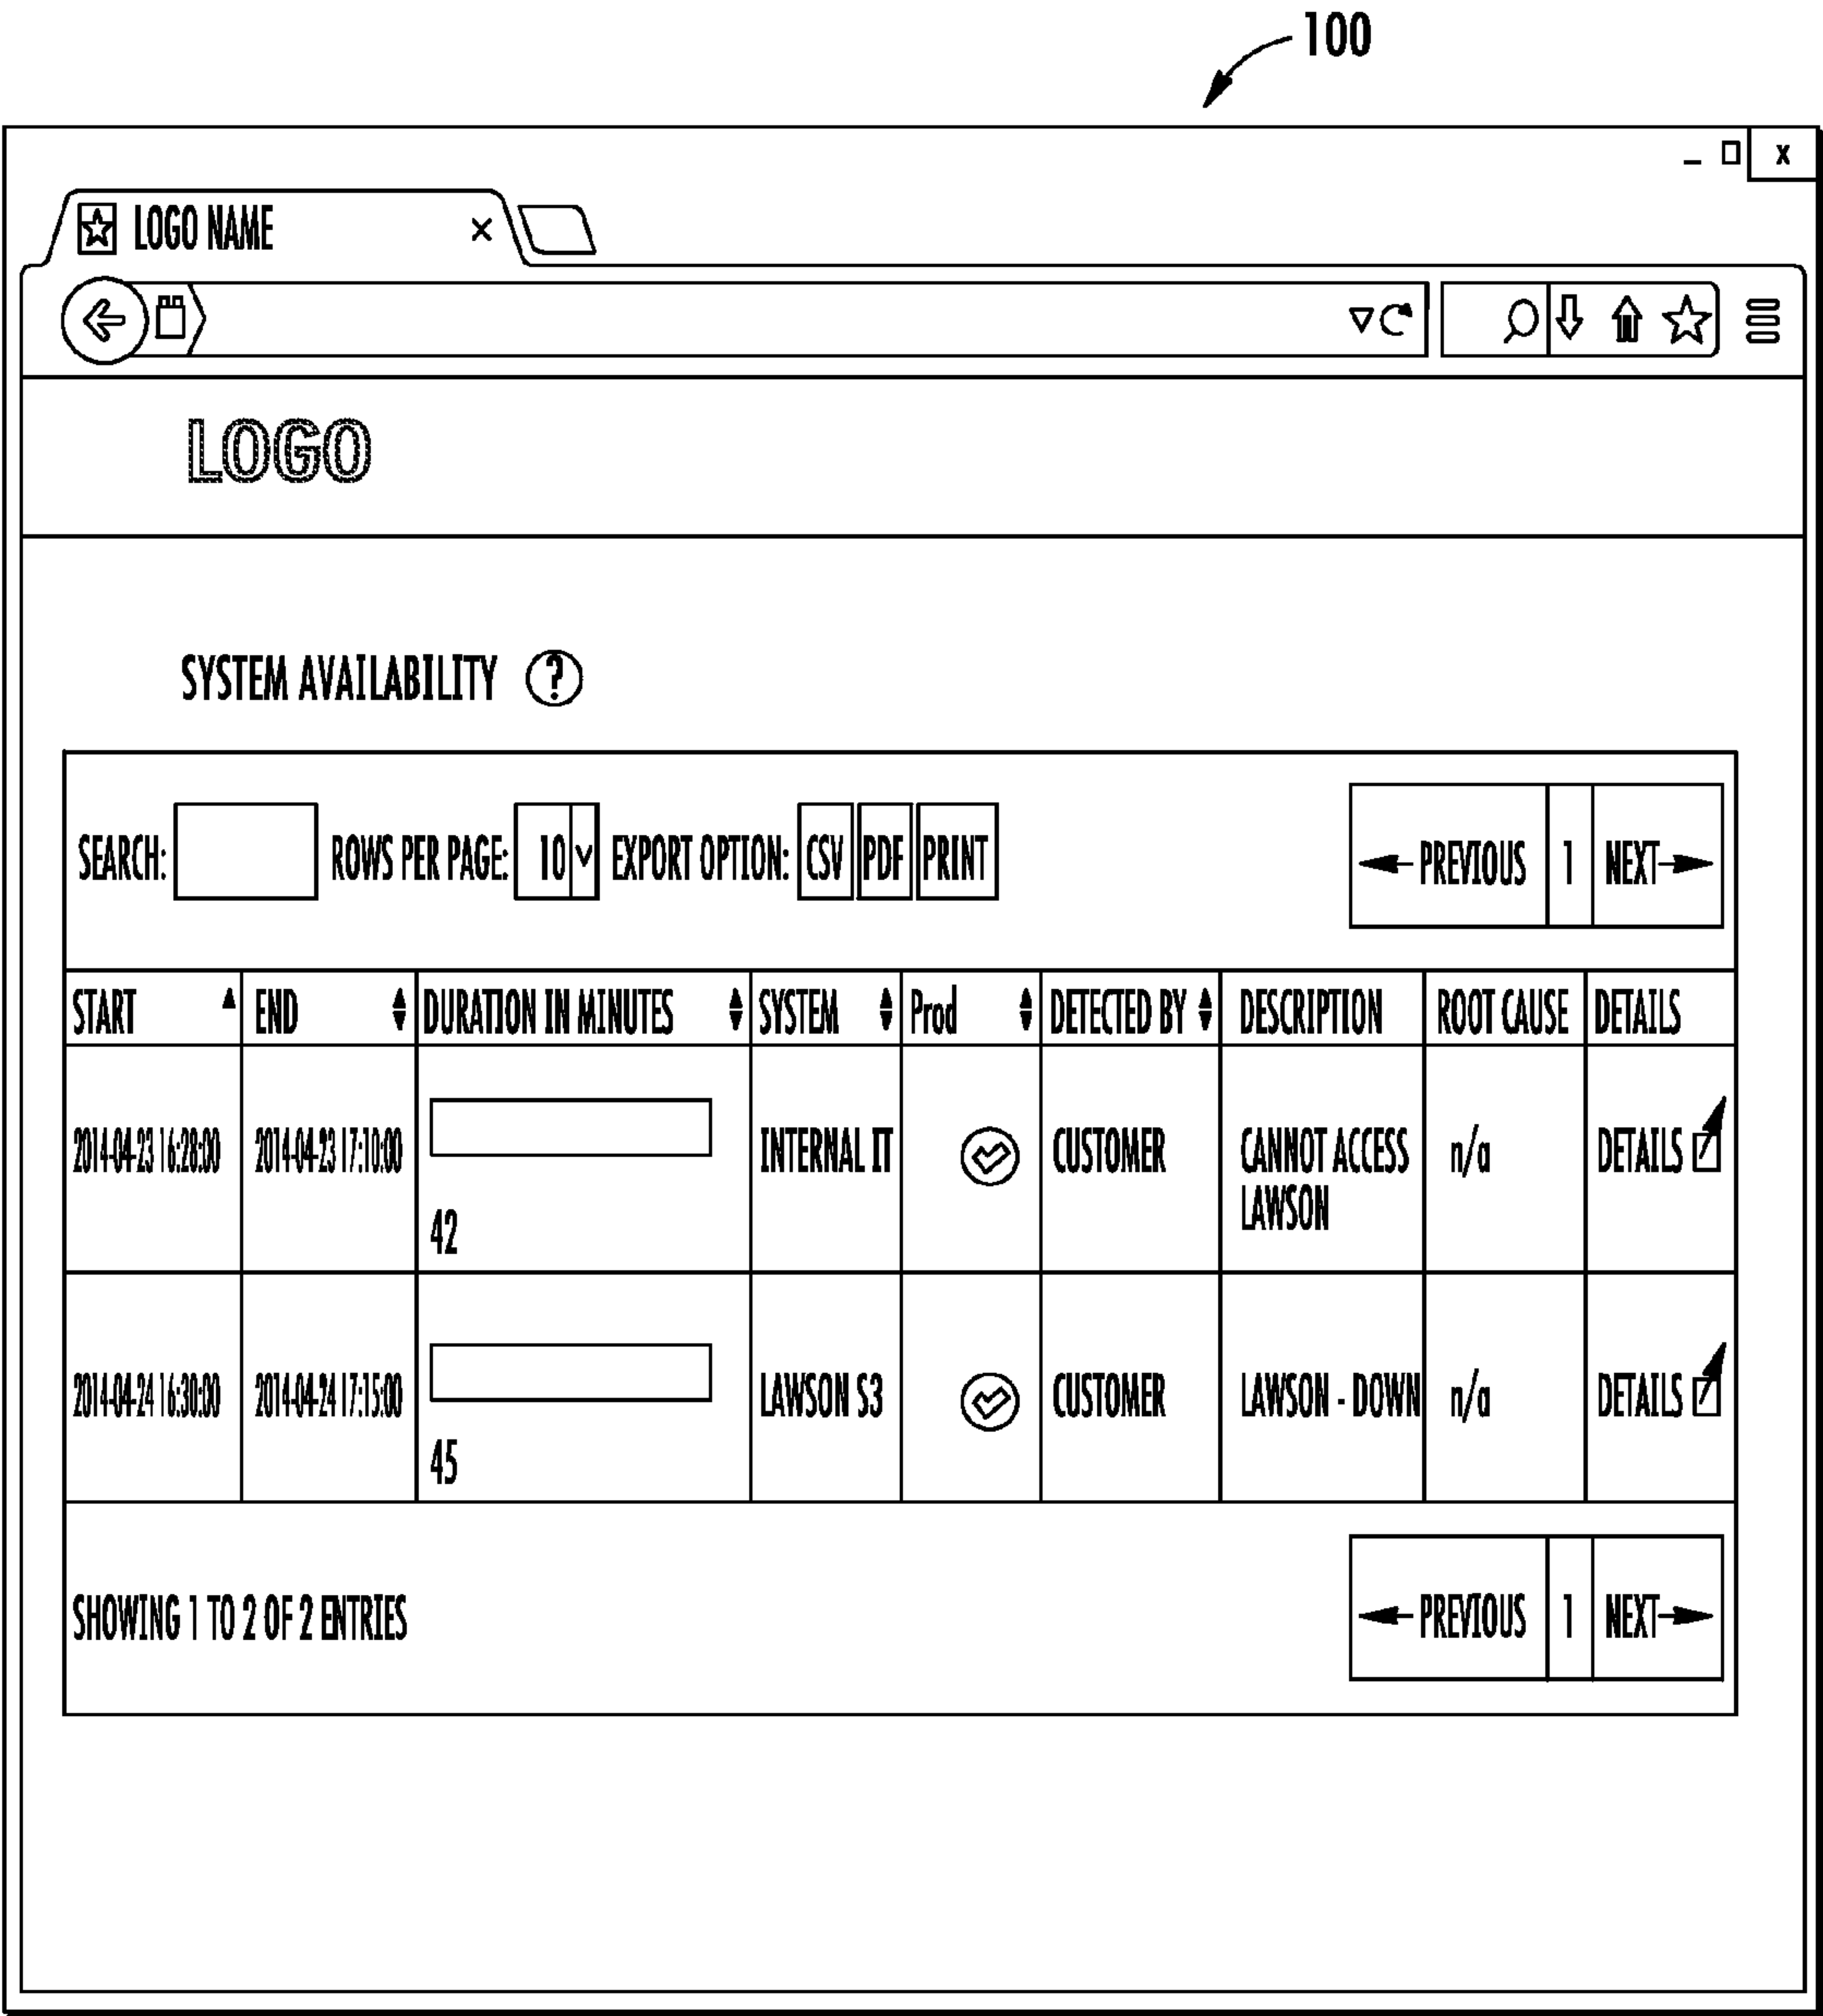 100
LOGO NAME
LOGO
SYSTEM AVAILABILITY ?
SEARCH: ROWS PER PAGE: 10 EXPORT OPTION: CSV PDF PRINT PREVIOUS 1 NEXT
START END DURATION IN MINUTES SYSTEM Prod DETECTED BY DESCRIPTION ROOT CAUSE DETAILS
2014-04-23 16:28:00 2014-04-23 17:10:00 INTERNAL IT CUSTOMER CANNOT ACCESS n/a DETAILS
LAWSON
42
2014-04-24 16:30:00 2014-04-24 17:15:00 LAWSON S3 CUSTOMER LAWSON - DOWN n/a DETAILS
45
SHOWING 1 TO 2 OF 2 ENTRIES PREVIOUS 1 NEXT